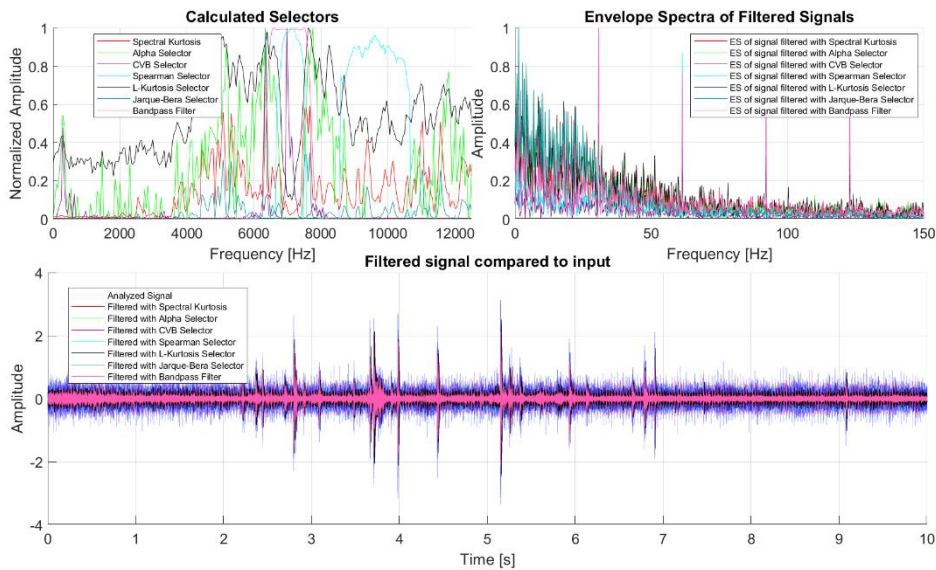 Calculated Selectors
Normalized Amplitude
1
0.8
0.6
0.4
0.2
0
Spectral Kurtosis
Alpha Selector
CVB Selector
Spearman Selector
L-Kurtosis Selector
Jarque-Bera Selector
Bandpass Filter
0 2000 4000 6000 8000 10000 12000
Frequency [Hz]
Envelope Spectra of Filtered Signals
Amplitude
1
0.8
0.6
0.4
0.2
0
ES of signal filtered with Spectral Kurtosis
ES of signal filtered with Alpha Selector
ES of signal filtered with CVB Selector
ES of signal filtered with Spearman Selector
ES of signal filtered with L-Kurtosis Selector
ES of signal filtered with Jarque-Bera Selector
ES of signal filtered with Bandpass Filter
0 50 100 150
Frequency [Hz]
Filtered signal compared to input
Amplitude
4
2
0
-2
-4
Analyzed Signal
Filtered with Spectral Kurtosis
Filtered with Alpha Selector
Filtered with CVB Selector
Filtered with Spearman Selector
Filtered with L-Kurtosis Selector
Filtered with Jarque-Bera Selector
Filtered with Bandpass Filter
0 1 2 3 4 5 6 7 8 9 10
Time [s]